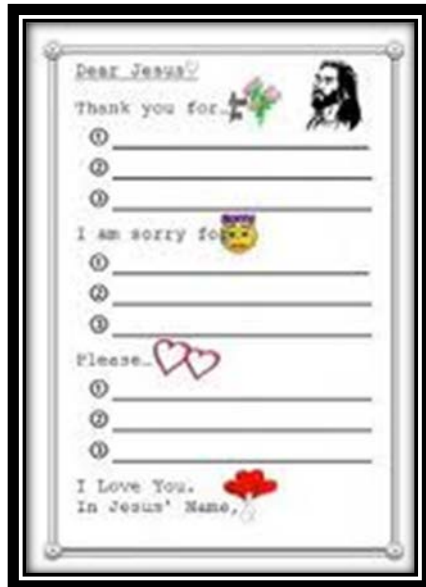 Dear Jesus♡
Thank you for…
①
②
③
sorry
I am sorry for
①
②
③
Please…
①
②
③
I Love You.
In Jesus' Name,